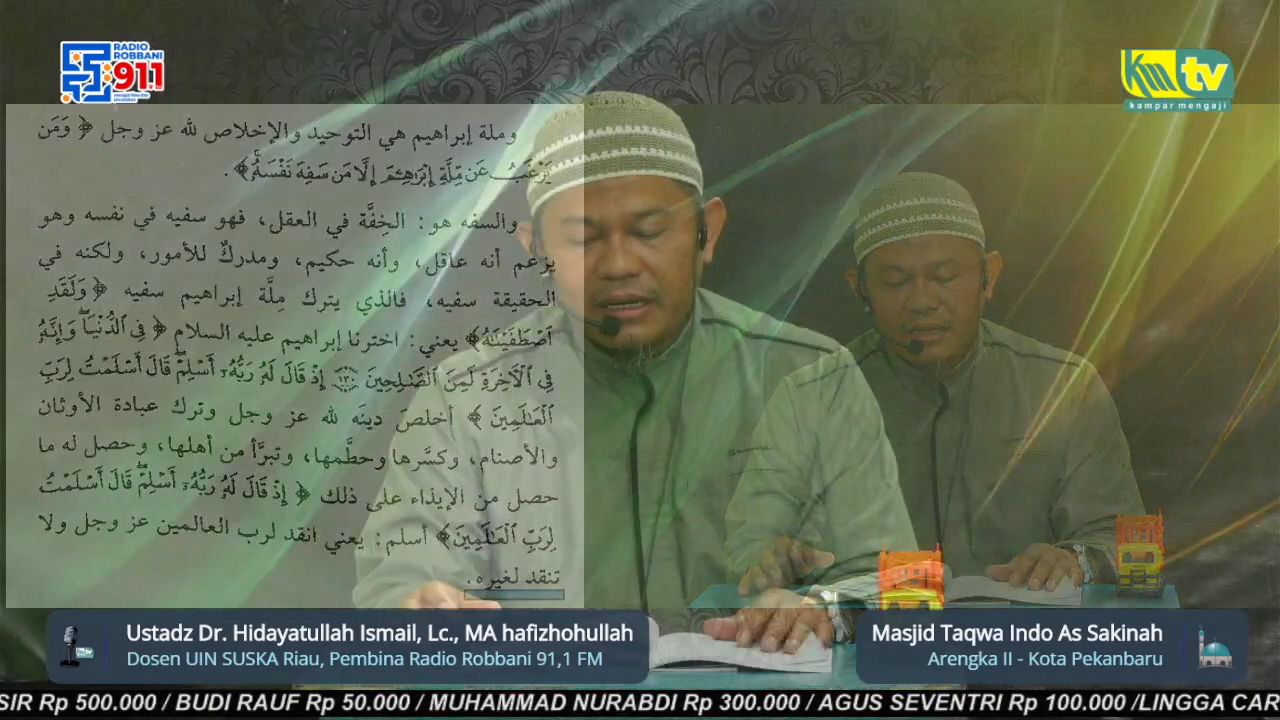 RADIO
ROBBANI
91.1
km tv
kampar mengaji
وملة إبراهيم هي التوحيد والإخلاص لله عز وجل ﴿ وَمَن
يَرْغَبُ عَن مِّلَّةِ إِبْرَٰهِـۧمَ إِلَّا مَن سَفِهَ نَفْسَهُۥۚ ﴾ .
والسفه هو: الخِفَّة في العقل، فهو سفيه في نفسه وهو
يزعم أنه عاقل، وأنه حكيم، ومدركٌ للأمور، ولكنه في
الحقيقة سفيه، فالذي يترك مِلَّة إبراهيم سفيه ﴿ وَلَقَدِ
ٱصْطَفَيْنَٰهُ ﴾ يعني: اخترنا إبراهيم عليه السلام ﴿ فِى ٱلدُّنْيَاۖ وَإِنَّهُۥ
فِى ٱلْءَاخِرَةِ لَمِنَ ٱلصَّٰلِحِينَ ١٣٠ إِذْ قَالَ لَهُۥ رَبُّهُۥٓ أَسْلِمْۖ قَالَ أَسْلَمْتُ لِرَبِّ
ٱلْعَٰلَمِينَ ﴾ أخلصَ دينَه لله عز وجل وترك عبادة الأوثان
والأصنام، وكسَّرها وحطَّمها، وتبرَّأ من أهلها، وحصل له ما
حصل من الإيذاء على ذلك ﴿ إِذْ قَالَ لَهُۥ رَبُّهُۥٓ أَسْلِمْۖ قَالَ أَسْلَمْتُ
لِرَبِّ ٱلْعَٰلَمِينَ ﴾ أسلم: يعني انقد لرب العالمين عز وجل ولا
تنقد لغيره.
Ustadz Dr. Hidayatullah Ismail, Lc., MA hafizhohullah
Dosen UIN SUSKA Riau, Pembina Radio Robbani 91,1 FM
Masjid Taqwa Indo As Sakinah
Arengka II - Kota Pekanbaru
SIR Rp 500.000 / BUDI RAUF Rp 50.000 / MUHAMMAD NURABDI Rp 300.000 / AGUS SEVENTRI Rp 100.000 /LINGGA CAR